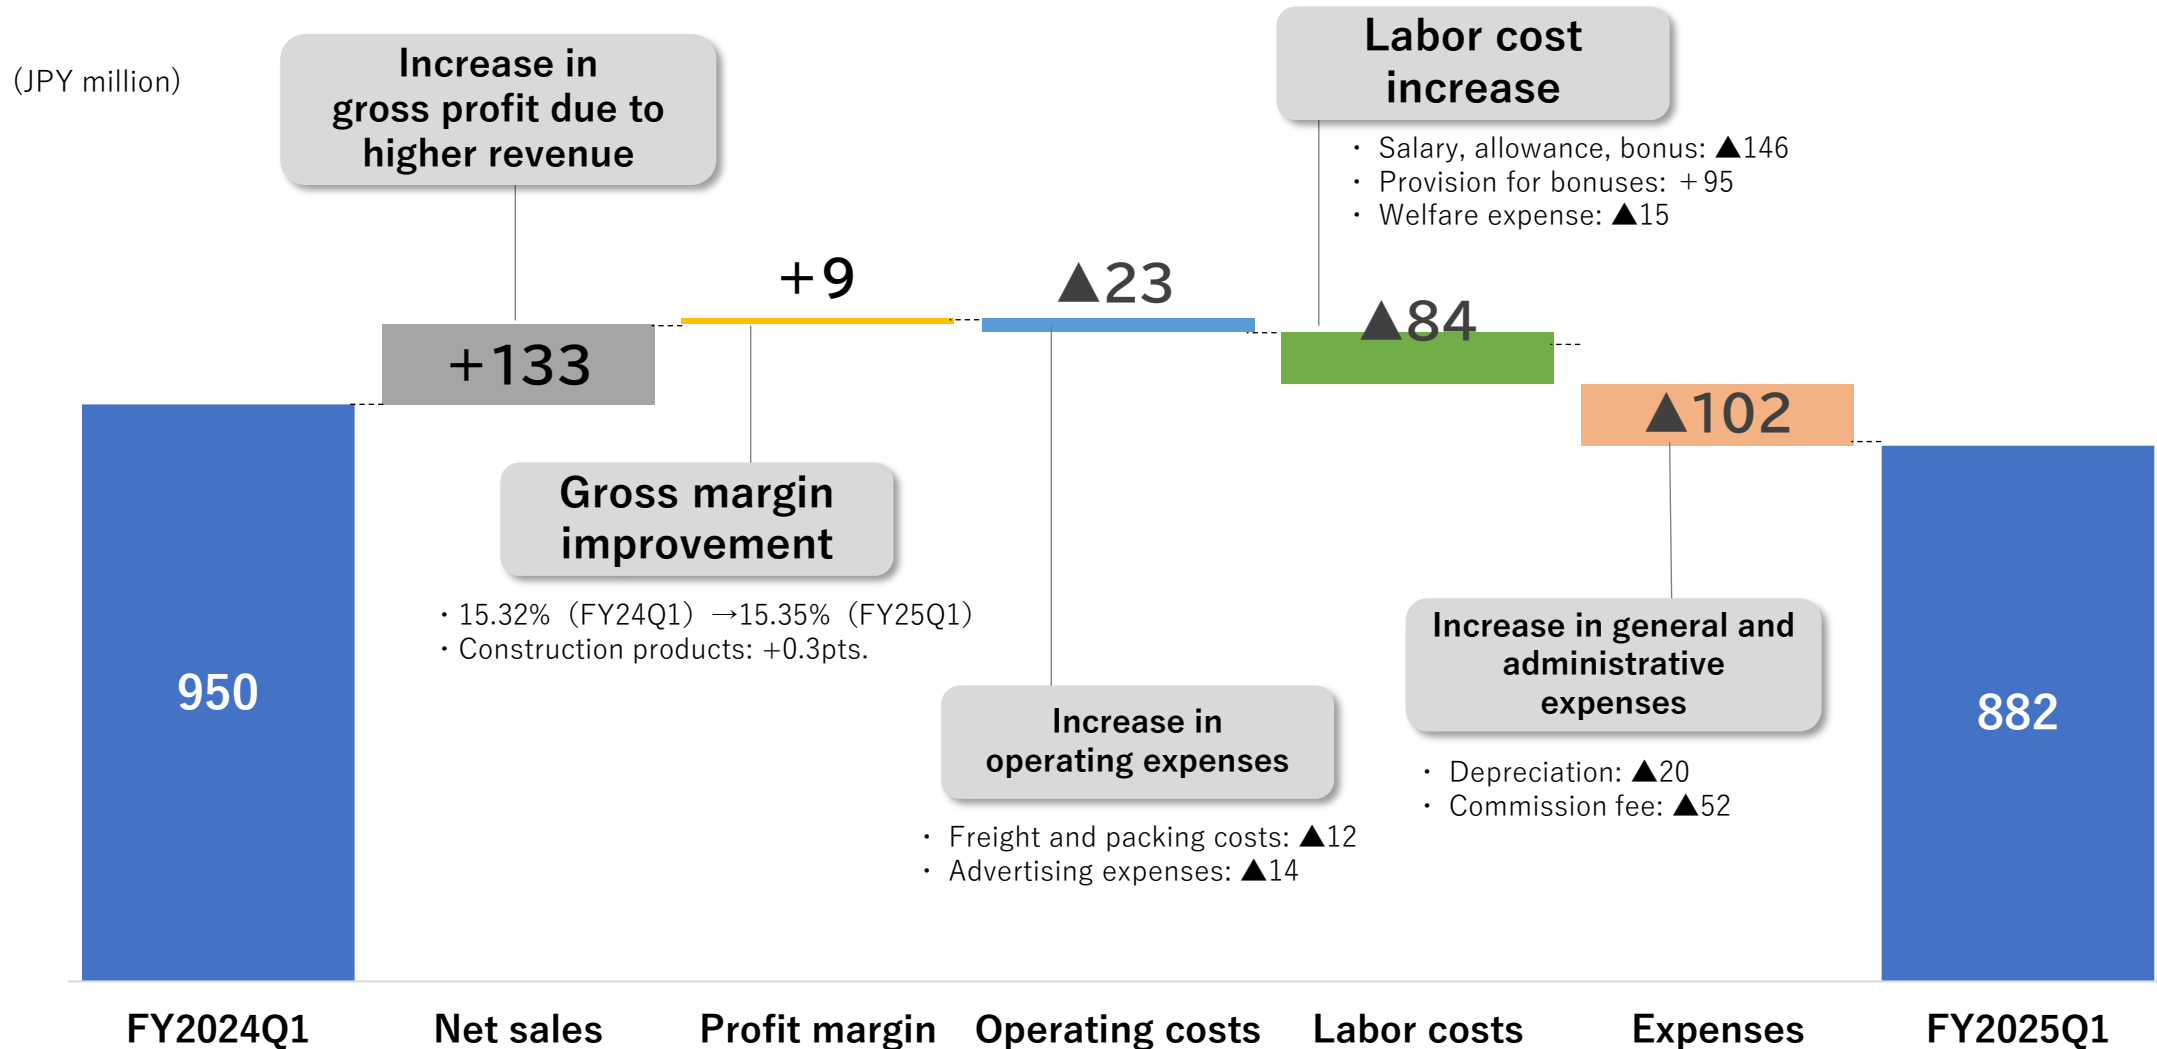 (JPY million)
Increase in
gross profit due to
higher revenue
Labor cost
increase
・ Salary, allowance, bonus: ▲146
・ Provision for bonuses: +95
・ Welfare expense: ▲15
+133
+9
▲23
▲84
▲102
Gross margin
improvement
・15.32%（FY24Q1）→15.35%（FY25Q1）
・Construction products: +0.3pts.
Increase in
operating expenses
・ Freight and packing costs: ▲12
・ Advertising expenses: ▲14
Increase in general and
administrative
expenses
・ Depreciation: ▲20
・ Commission fee: ▲52
950
882
FY2024Q1
Net sales
Profit margin
Operating costs
Labor costs
Expenses
FY2025Q1